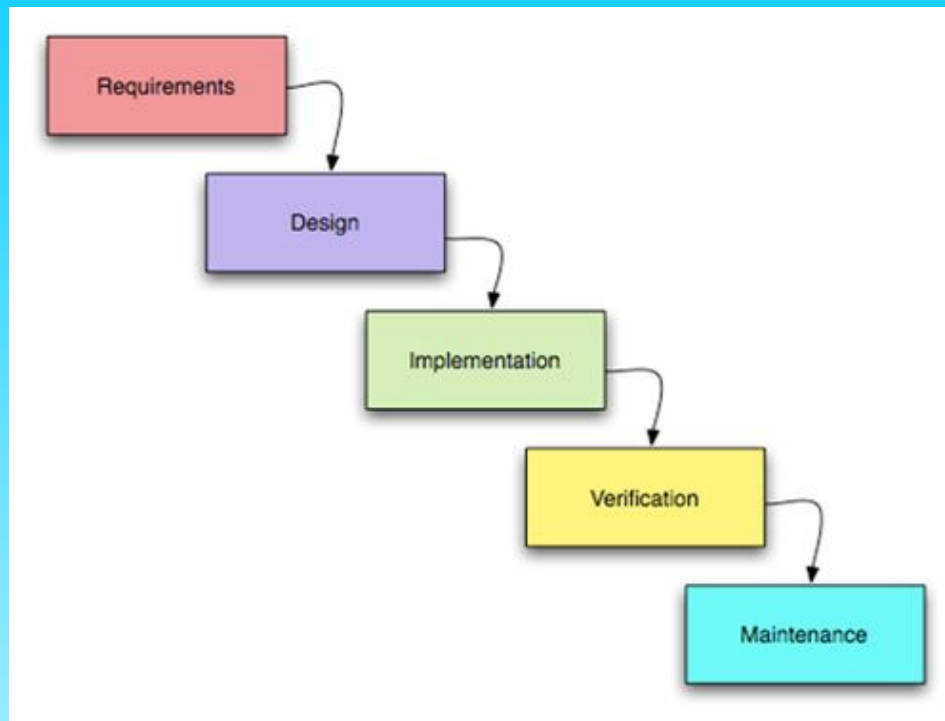 Requirements
Design
Implementation
Verification
Maintenance